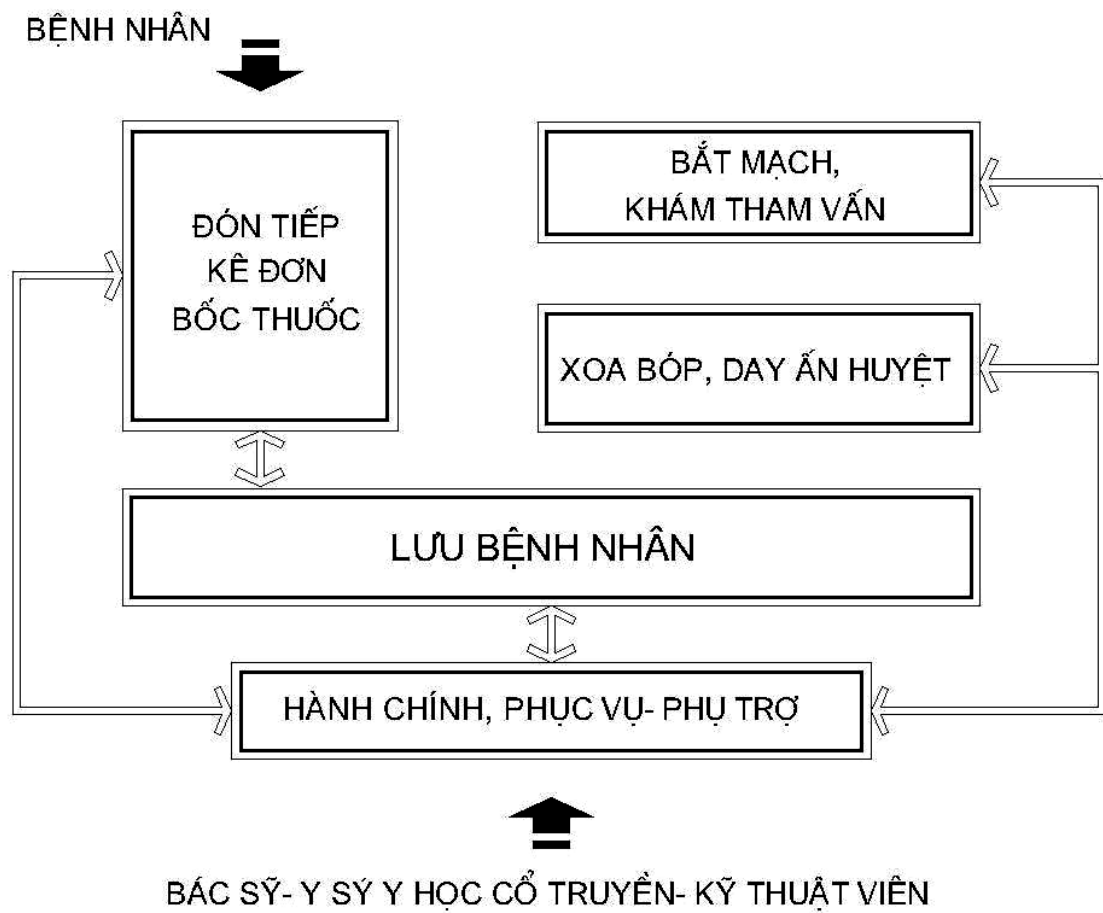 BỆNH NHÂN
ĐÓN TIẾP
KÊ ĐƠN
BỐC THUỐC
BẮT MẠCH,
KHÁM THAM VẤN
XOA BÓP, DAY ẤN HUYỆT
LƯU BỆNH NHÂN
HÀNH CHÍNH, PHỤC VỤ- PHỤ TRỢ
BÁC SỸ- Y SÝ Y HỌC CỔ TRUYỀN- KỸ THUẬT VIÊN